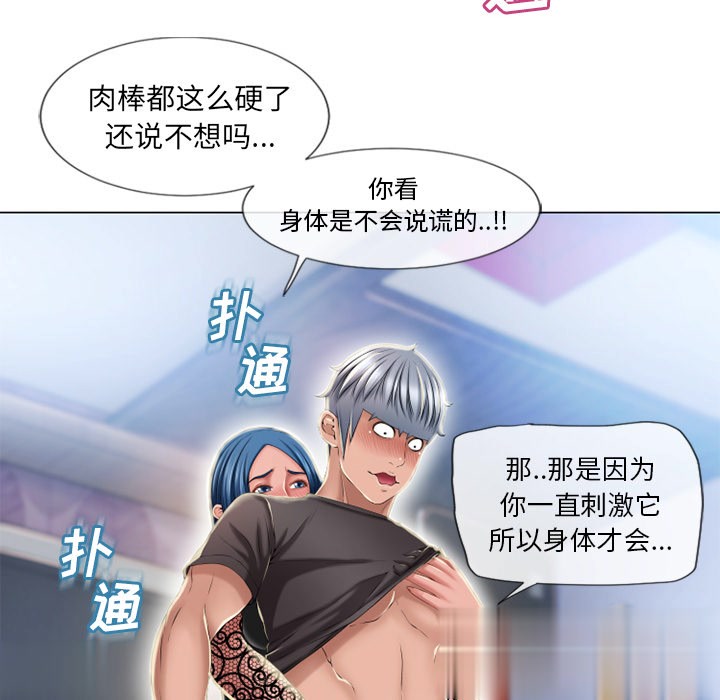 肉棒都这么硬了
还说不想吗...
你看
身体是不会说谎的..!!
扑
通
那..那是因为
你一直刺激它
所以身体才会...
扑
通